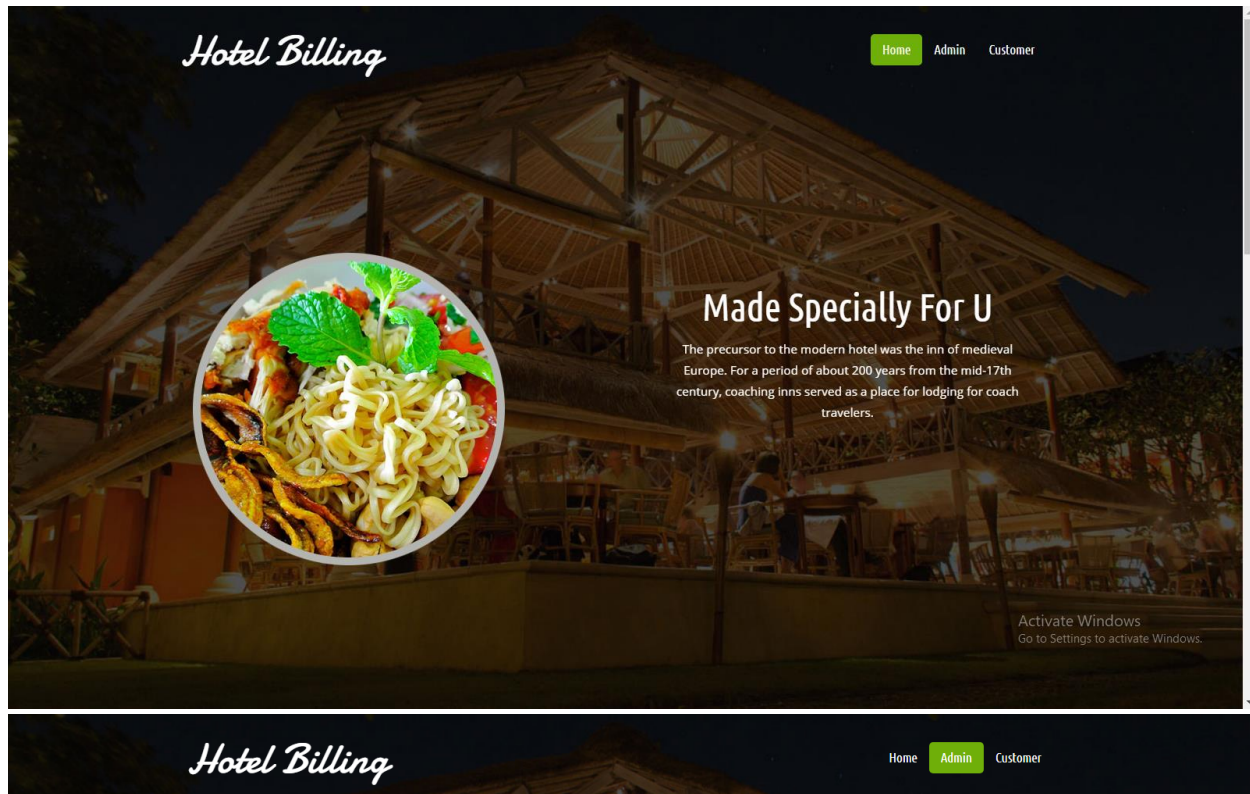 Hotel Billing
Home Admin Customer
Made Specially For U
The precursor to the modern hotel was the inn of medieval
Europe. For a period of about 200 years from the mid-17th
century, coaching inns served as a place for lodging for coach
travelers.
Activate Windows
Go to Settings to activate Windows.
Hotel Billing
Home Admin Customer